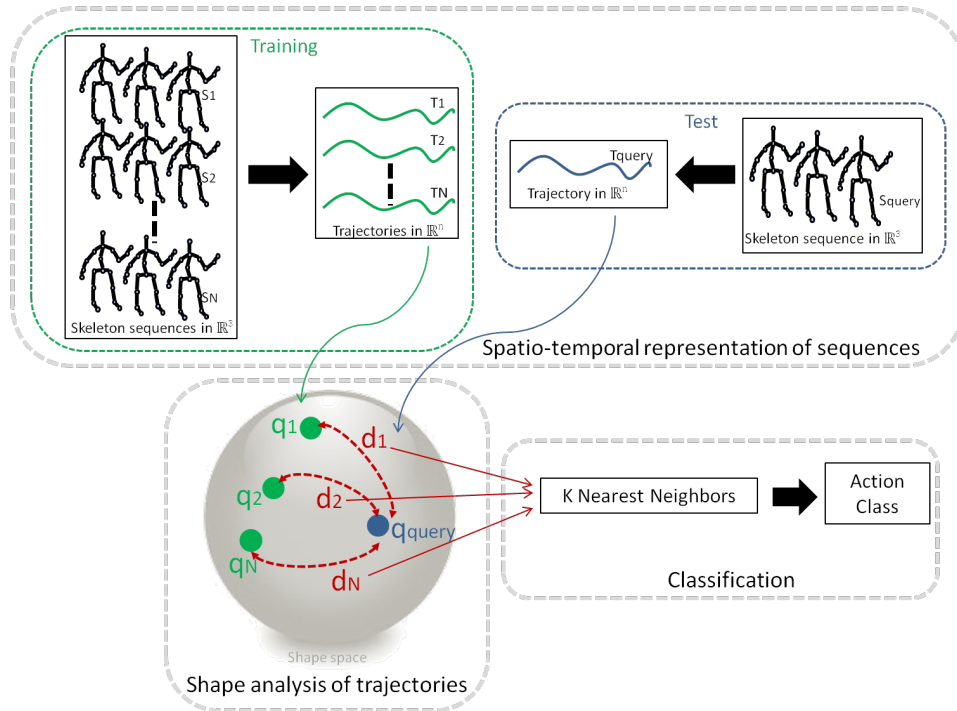 Training
S1
S2
SN
Skeleton sequences in ℝ³
T1
T2
TN
Trajectories in ℝⁿ
Test
Tquery
Trajectory in ℝⁿ
Squery
Skeleton sequence in ℝ³
Spatio-temporal representation of sequences
q1
d1
q2
d2
qquery
qN
dN
Shape space
Shape analysis of trajectories
K Nearest Neighbors
Action
Class
Classification